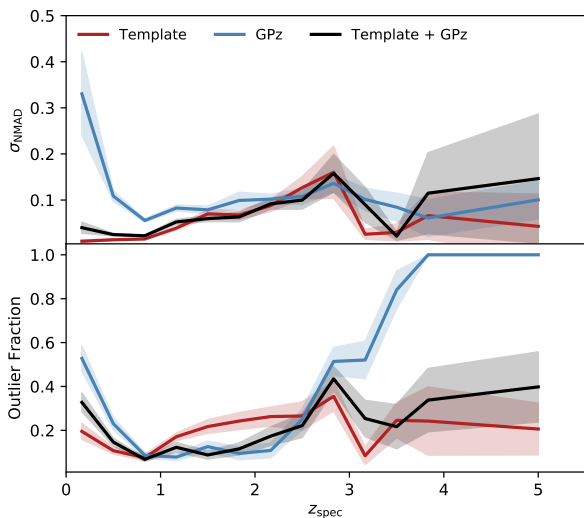 0.5
Template GPz Template + GPz
0.4
0.3
σNMAD
0.2
0.1
1.0
0.8
0.6
Outlier Fraction
0.4
0.2
0 1 2 3 4 5
zspec